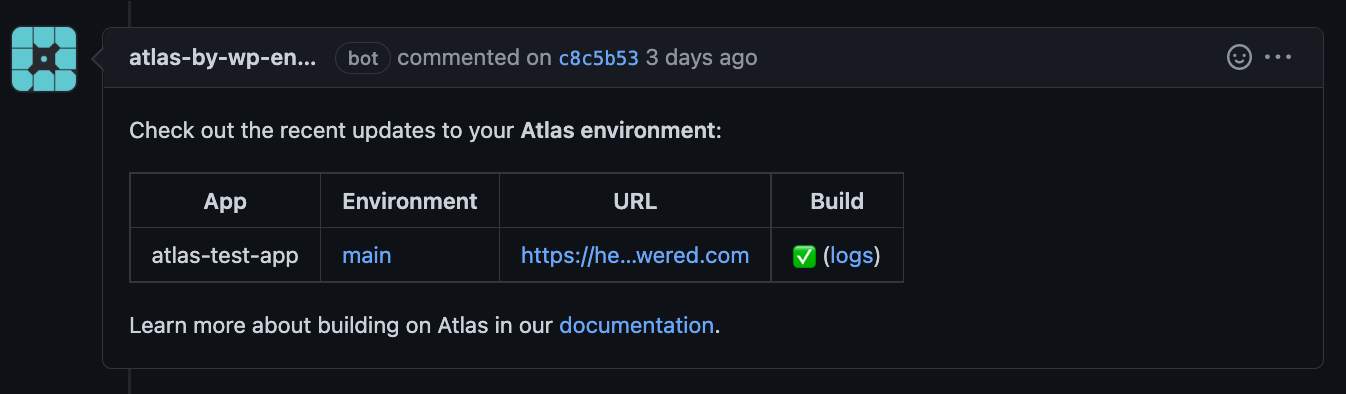 atlas-by-wp-en... bot commented on c8c5b53 3 days ago
Check out the recent updates to your Atlas environment:
App Environment URL Build
atlas-test-app main https://he...wered.com ✅ (logs)
Learn more about building on Atlas in our documentation.